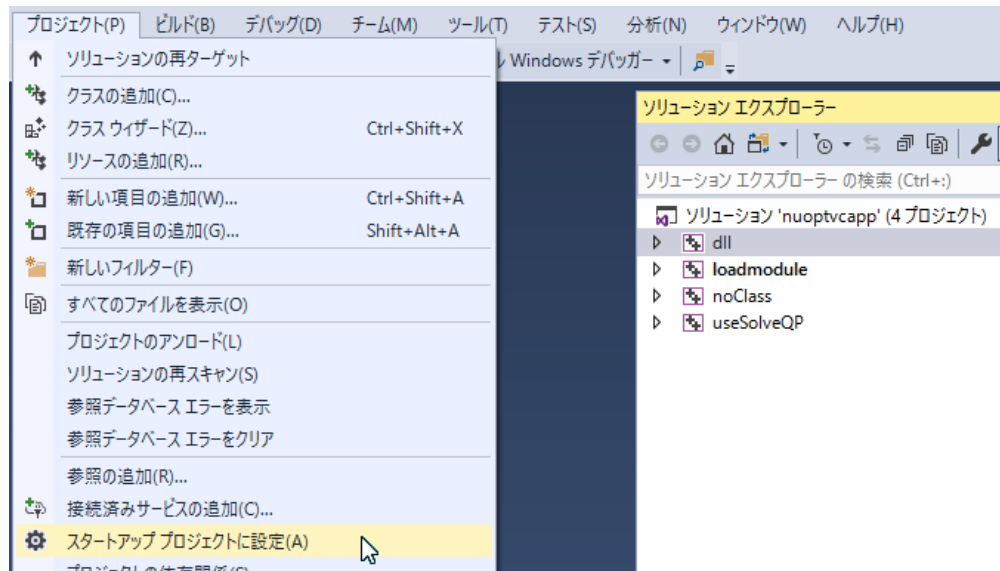 プロジェクト(P) ビルド(B) デバッグ(D) チーム(M) ツール(T) テスト(S) 分析(N) ウィンドウ(W) ヘルプ(H)
Windows デバッガー
ソリューションの再ターゲット
クラスの追加(C)...
クラス ウィザード(Z)... Ctrl+Shift+X
リソースの追加(R)...
新しい項目の追加(W)... Ctrl+Shift+A
既存の項目の追加(G)... Shift+Alt+A
新しいフィルター(F)
すべてのファイルを表示(O)
プロジェクトのアンロード(L)
ソリューションの再スキャン(S)
参照データベース エラーを表示
参照データベース エラーをクリア
参照の追加(R)...
接続済みサービスの追加(C)...
スタートアップ プロジェクトに設定(A)
ソリューション エクスプローラー
ソリューション エクスプローラー の検索 (Ctrl+:)
ソリューション 'nuoptvcapp' (4 プロジェクト)
dll
loadmodule
noClass
useSolveQP